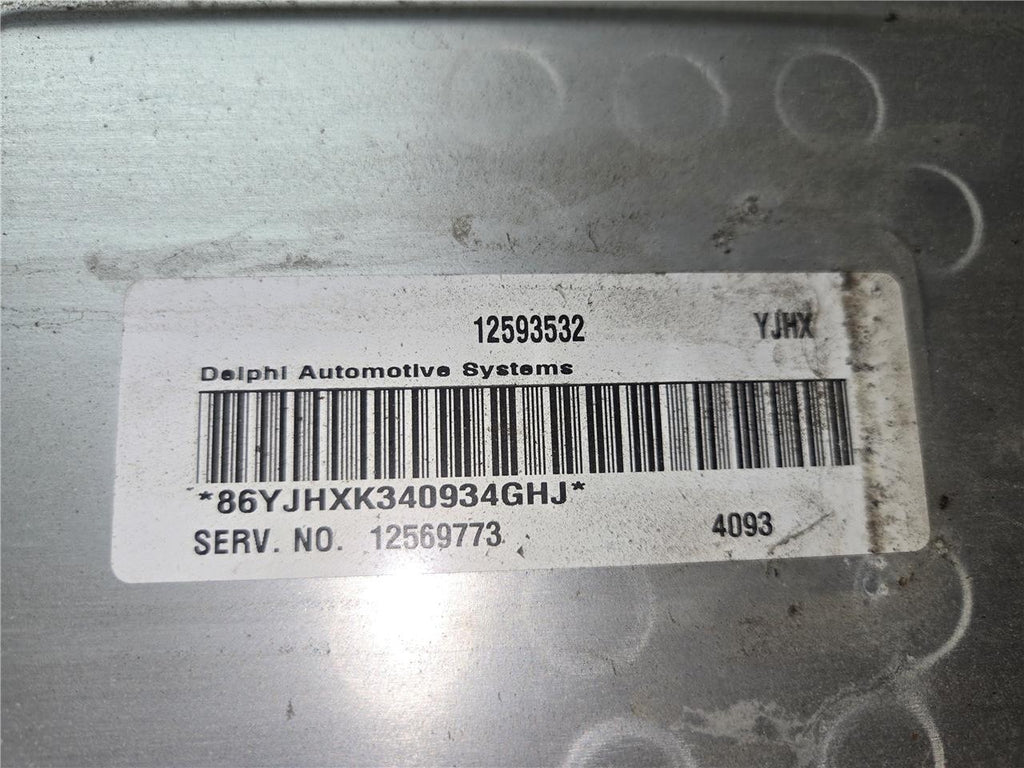 12593532 YJHX
Delphi Automotive Systems
*86YJHXK340934GHJ*
SERV. NO. 12569773 4093